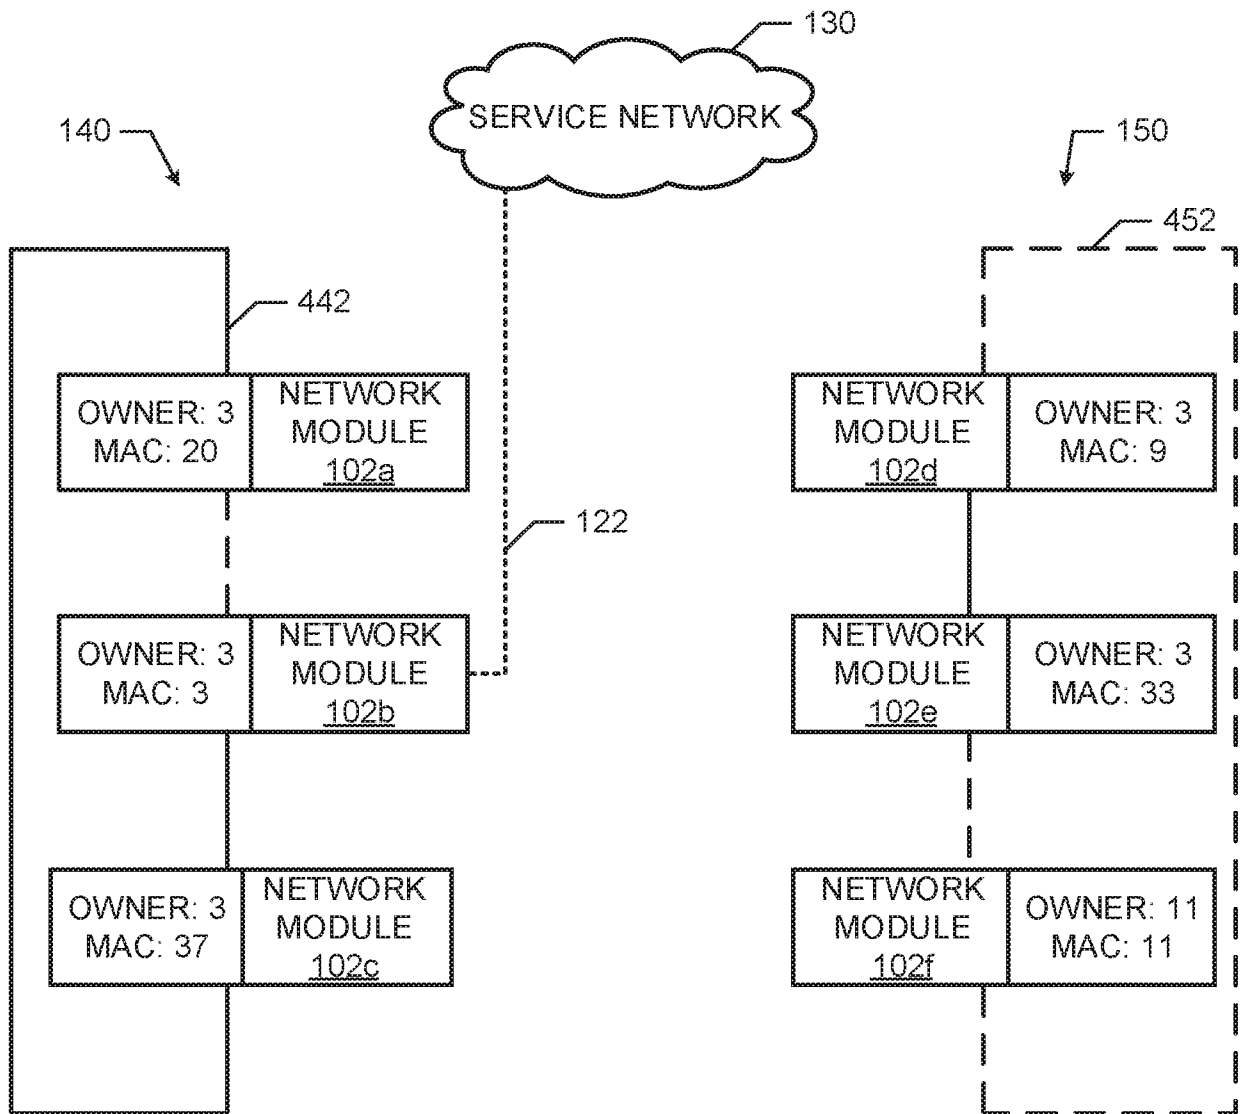 130
SERVICE NETWORK
140
150
452
442
OWNER: 3
MAC: 20
NETWORK
MODULE
102a
NETWORK
MODULE
102d
OWNER: 3
MAC: 9
122
OWNER: 3
MAC: 3
NETWORK
MODULE
102b
NETWORK
MODULE
102e
OWNER: 3
MAC: 33
OWNER: 3
MAC: 37
NETWORK
MODULE
102c
NETWORK
MODULE
102f
OWNER: 11
MAC: 11